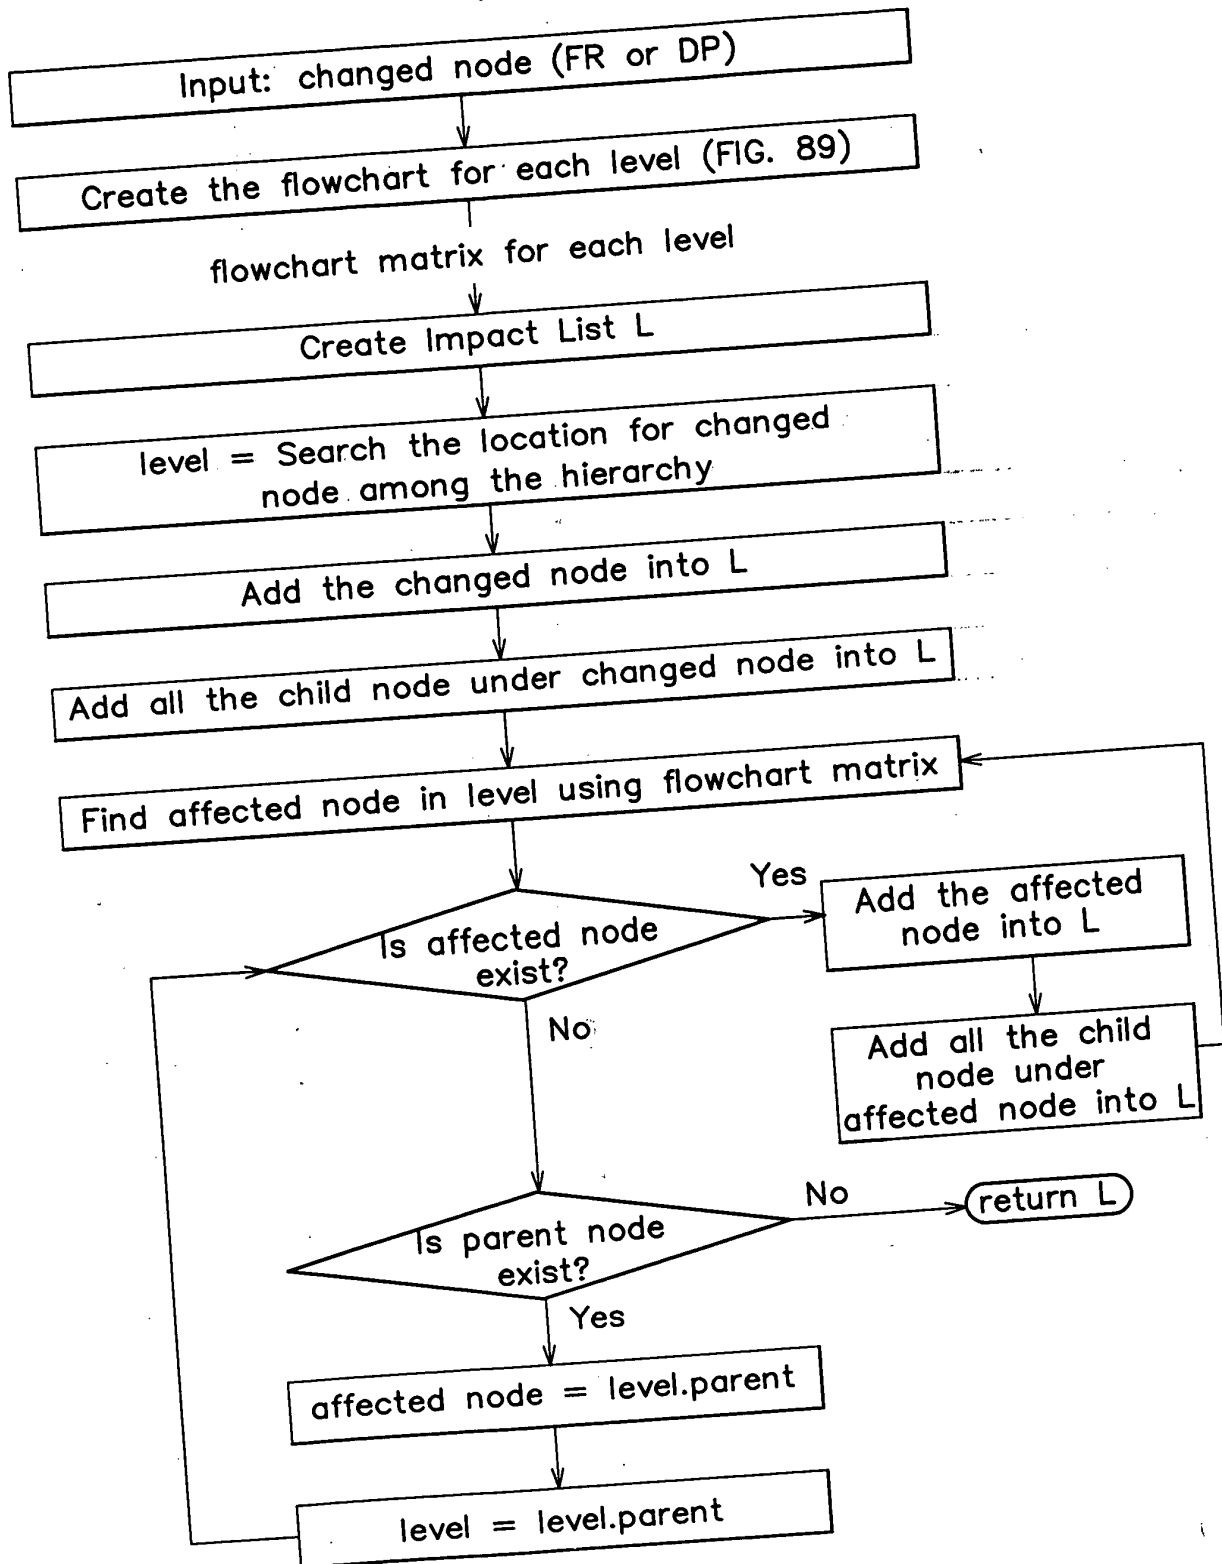 Input: changed node (FR or DP)
Create the flowchart for each level (FIG. 89)
flowchart matrix for each level
Create Impact List L
level = Search the location for changed
node among the hierarchy
Add the changed node into L
Add all the child node under changed node into L
Find affected node in level using flowchart matrix
Is affected node
exist?
Yes
Add the affected
node into L
Add all the child
node under
affected node into L
No
Is parent node
exist?
No
return L
Yes
affected node = level.parent
level = level.parent